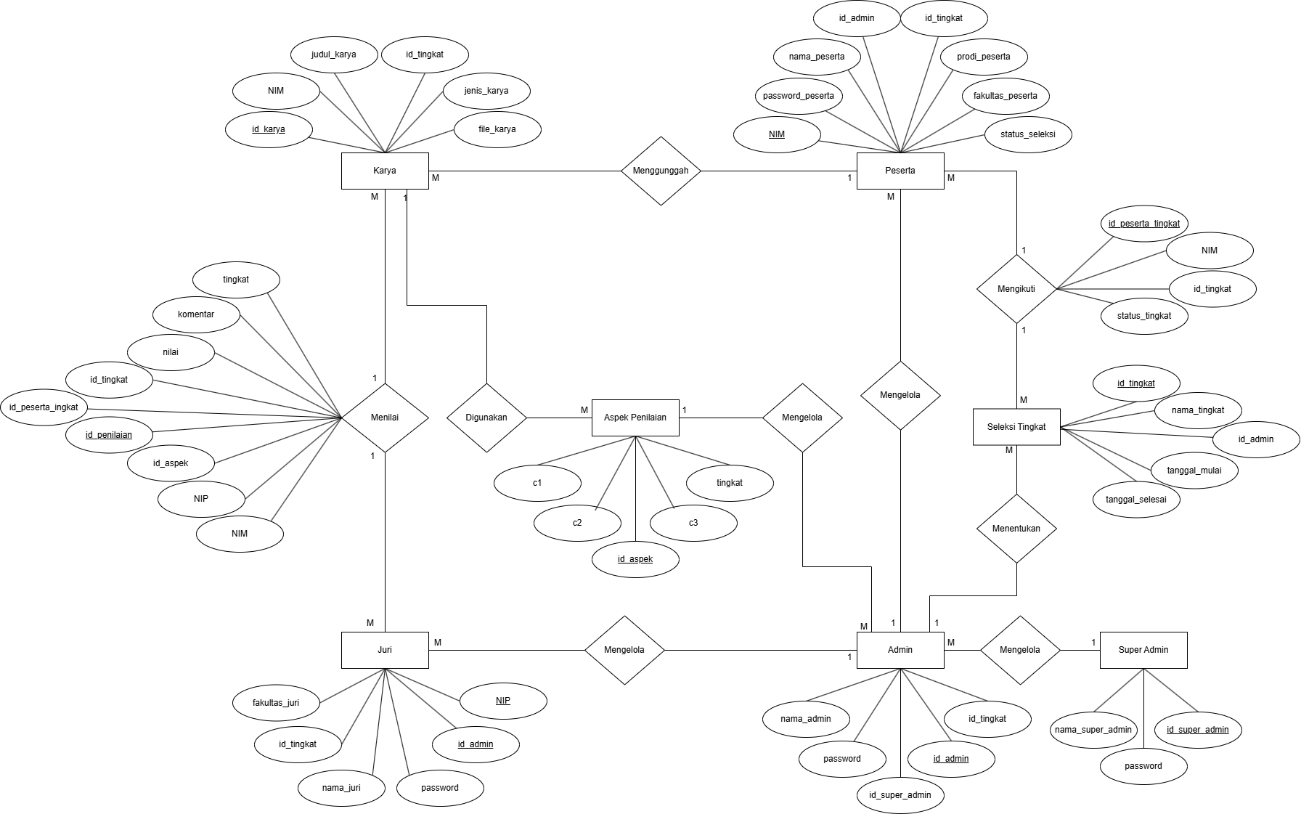 id_admin
id_tingkat
judul_karya
id_tingkat
nama_peserta
prodi_peserta
NIM
jenis_karya
password_peserta
fakultas_peserta
id_karya
file_karya
NIM
status_seleksi
Karya
Menggunggah
Peserta
M
1
M
M
1
M
id_peserta_tingkat
NIM
1
tingkat
Mengikuti
id_tingkat
komentar
status_tingkat
1
nilai
id_tingkat
1
id_tingkat
Mengelola
M
id_peserta_ingkat
nama_tingkat
Menilai
Digunakan
M
Aspek Penilaian
1
Mengelola
Seleksi Tingkat
id_admin
id_penilaian
M
1
id_aspek
tanggal_mulai
c1
tingkat
NIP
tanggal_selesai
c2
c3
Menentukan
NIM
id_aspek
M
M
1
1
Juri
M
Mengelola
1
Admin
M
Mengelola
1
Super Admin
fakultas_juri
NIP
nama_admin
id_tingkat
nama_super_admin
id_super_admin
id_tingkat
id_admin
password
id_admin
password
nama_juri
password
id_super_admin